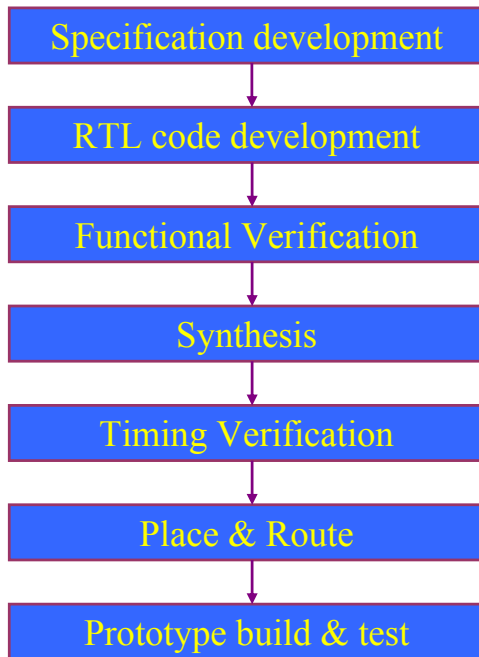 Specification development
RTL code development
Functional Verification
Synthesis
Timing Verification
Place & Route
Prototype build & test